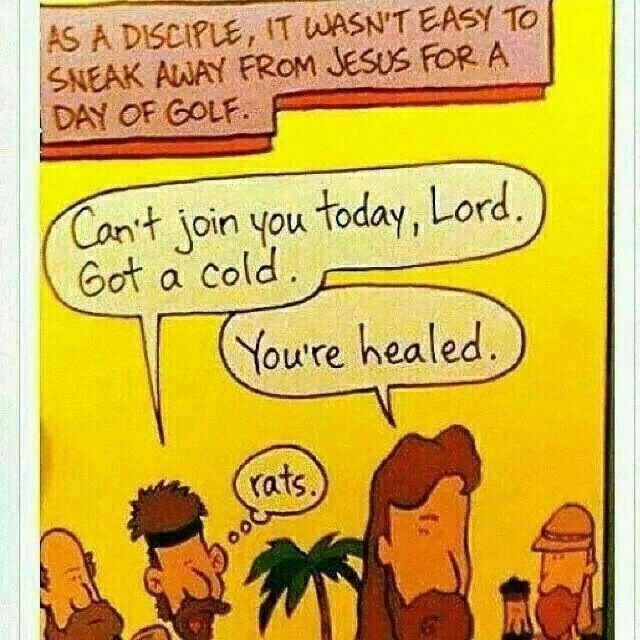 AS A DISCIPLE, IT WASN'T EASY TO
SNEAK AWAY FROM JESUS FOR A
DAY OF GOLF.
Can't join you today, Lord.
Got a cold.
You're healed.
rats.